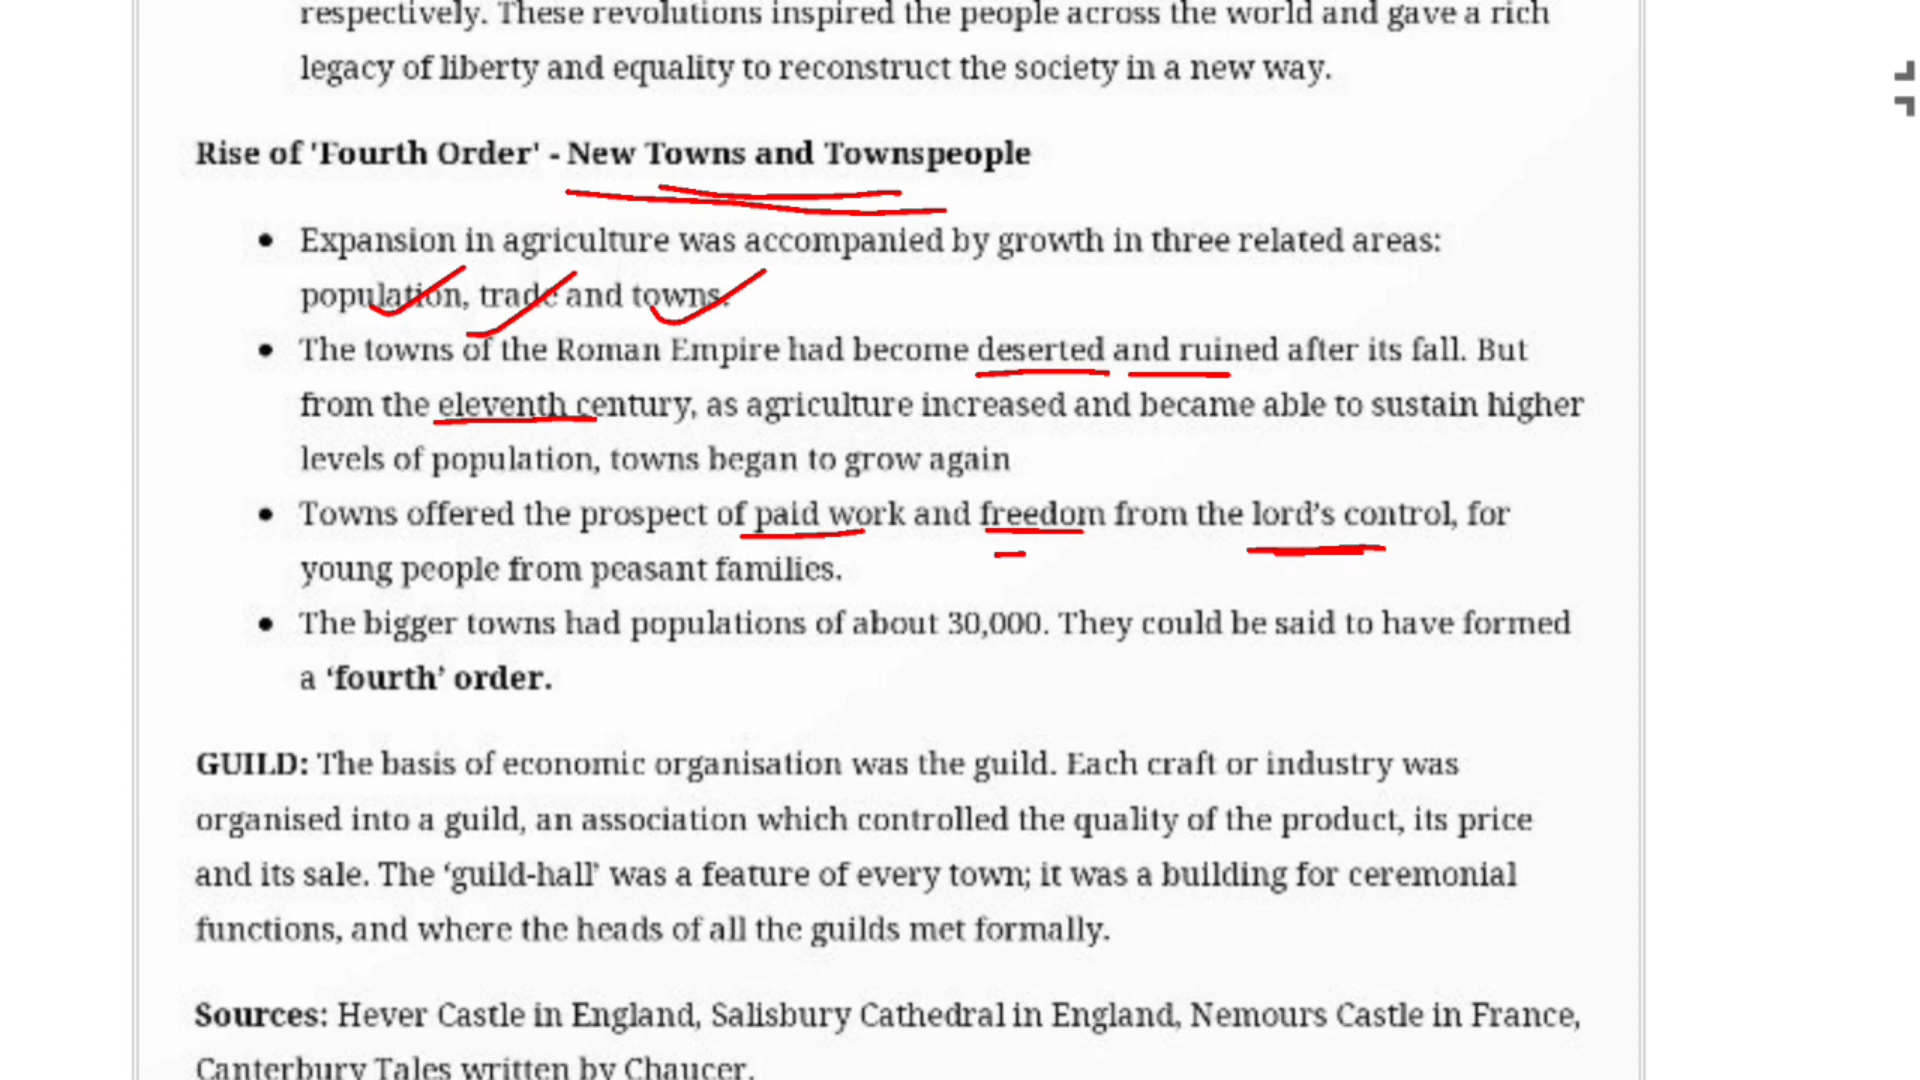 respectively. These revolutions inspired the people across the world and gave a rich
legacy of liberty and equality to reconstruct the society in a new way.
Rise of 'Fourth Order' - New Towns and Townspeople
• Expansion in agriculture was accompanied by growth in three related areas:
population, trade and towns.
• The towns of the Roman Empire had become deserted and ruined after its fall. But
from the eleventh century, as agriculture increased and became able to sustain higher
levels of population, towns began to grow again
• Towns offered the prospect of paid work and freedom from the lord’s control, for
young people from peasant families.
• The bigger towns had populations of about 30,000. They could be said to have formed
a ‘fourth’ order.
GUILD: The basis of economic organisation was the guild. Each craft or industry was
organised into a guild, an association which controlled the quality of the product, its price
and its sale. The ‘guild-hall’ was a feature of every town; it was a building for ceremonial
functions, and where the heads of all the guilds met formally.
Sources: Hever Castle in England, Salisbury Cathedral in England, Nemours Castle in France,
Canterbury Tales written by Chaucer.